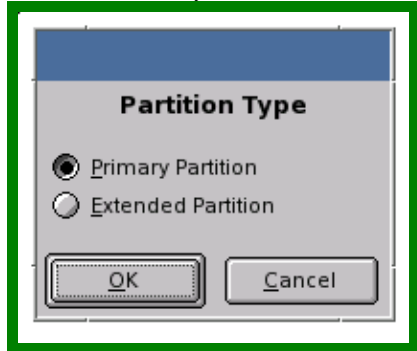 Partition Type
Primary Partition
Extended Partition
OK Cancel